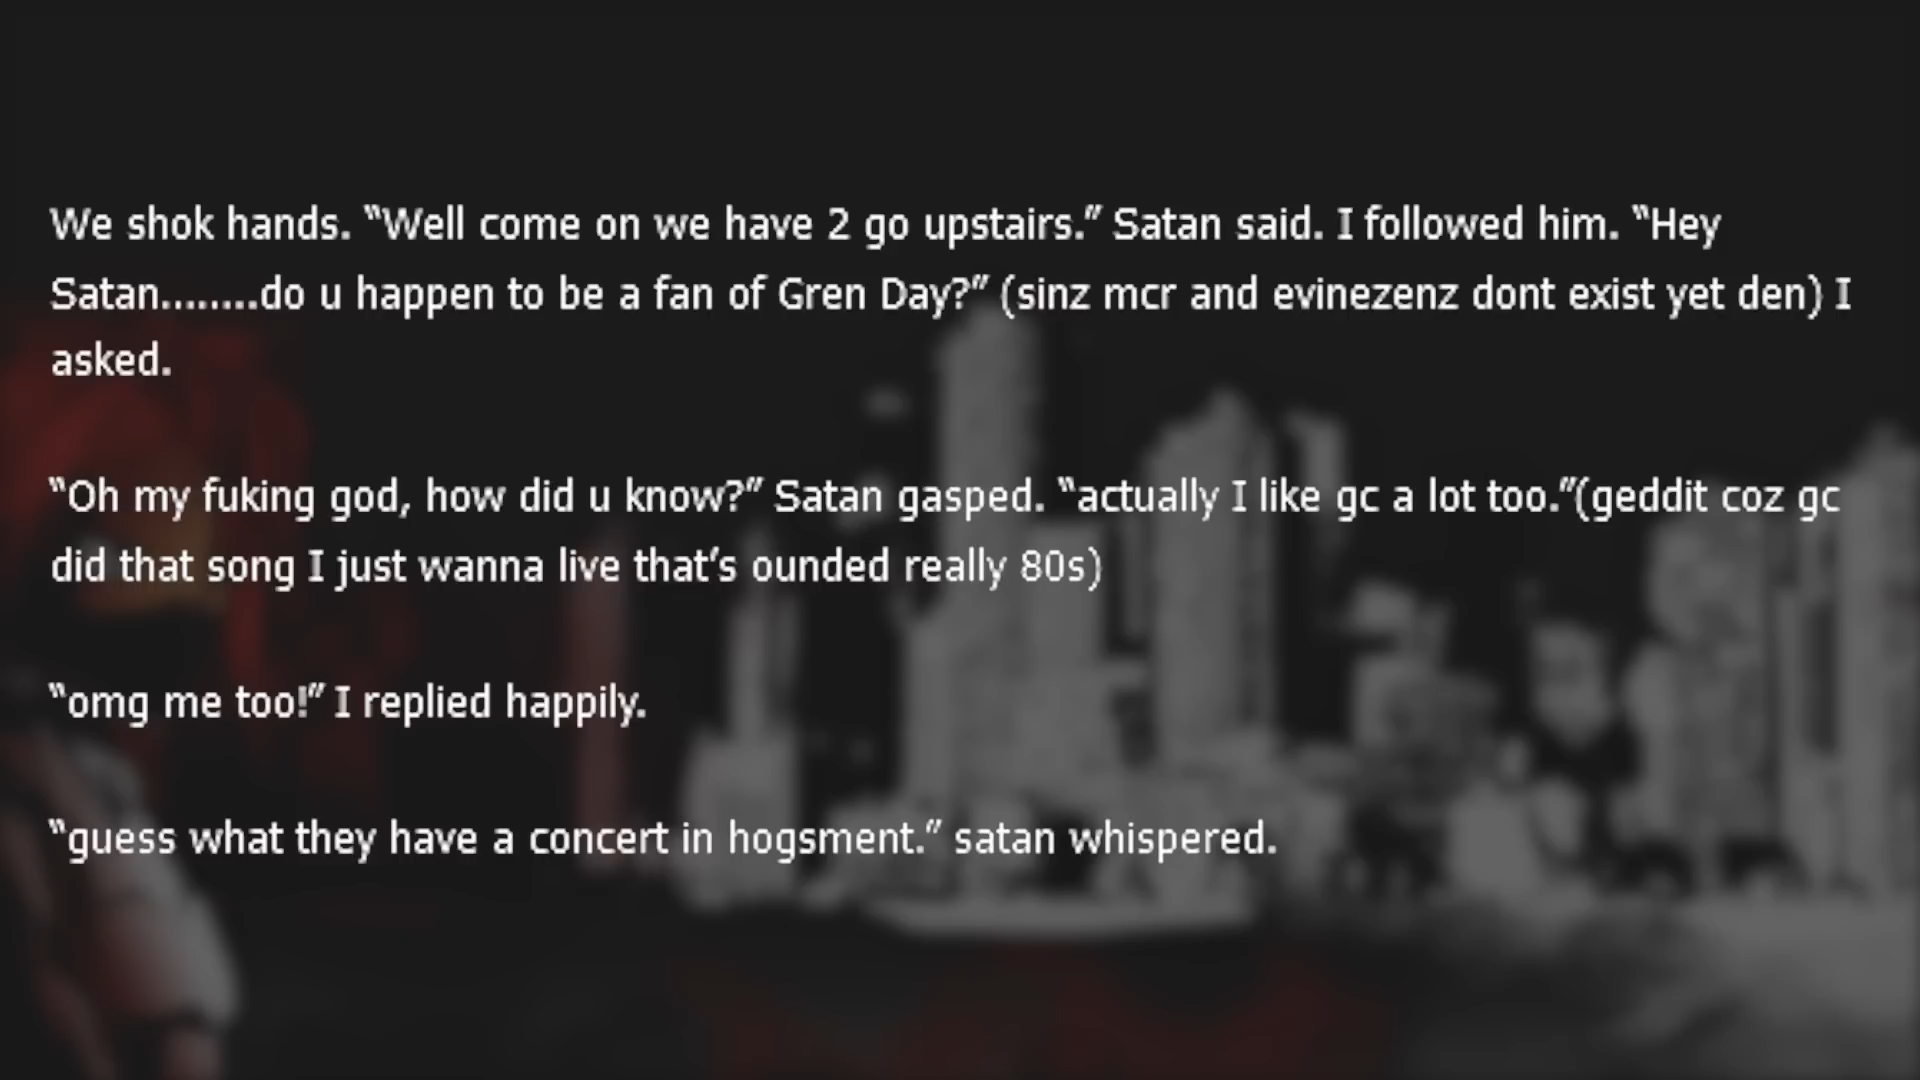 We shok hands. “Well come on we have 2 go upstairs.” Satan said. I followed him. “Hey
Satan........do u happen to be a fan of Gren Day?” (sinz mcr and evinezenz dont exist yet den) I
asked.
“Oh my fuking god, how did u know?” Satan gasped. “actually I like gc a lot too.”(geddit coz gc
did that song I just wanna live that’s ounded really 80s)
“omg me too!” I replied happily.
“guess what they have a concert in hogsment.” satan whispered.